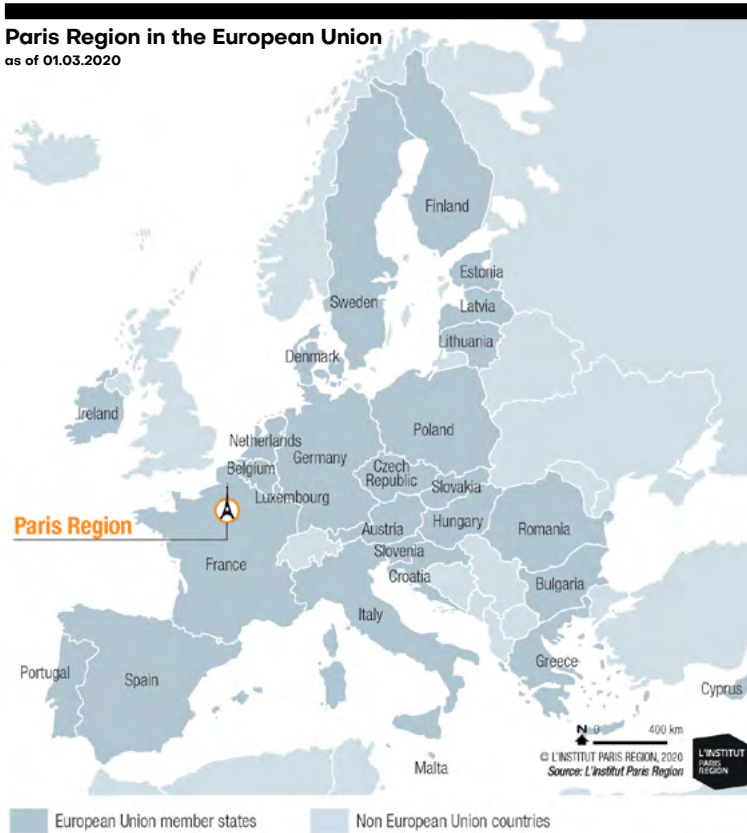 Paris Region in the European Union
as of 01.03.2020
Finland
Estonia
Sweden
Latvia
Lithuania
Denmark
Ireland
Poland
Netherlands
Germany
Belgium
Czech
Republic
Slovakia
Luxembourg
Paris Region
Austria
Hungary
Romania
Slovenia
France
Croatia
Bulgaria
Italy
Greece
Portugal
Spain
Cyprus
N 0 400 km
Malta
© L'INSTITUT PARIS REGION, 2020
Source: L'Institut Paris Region
L'INSTITUT
PARIS
REGION
European Union member states
Non European Union countries